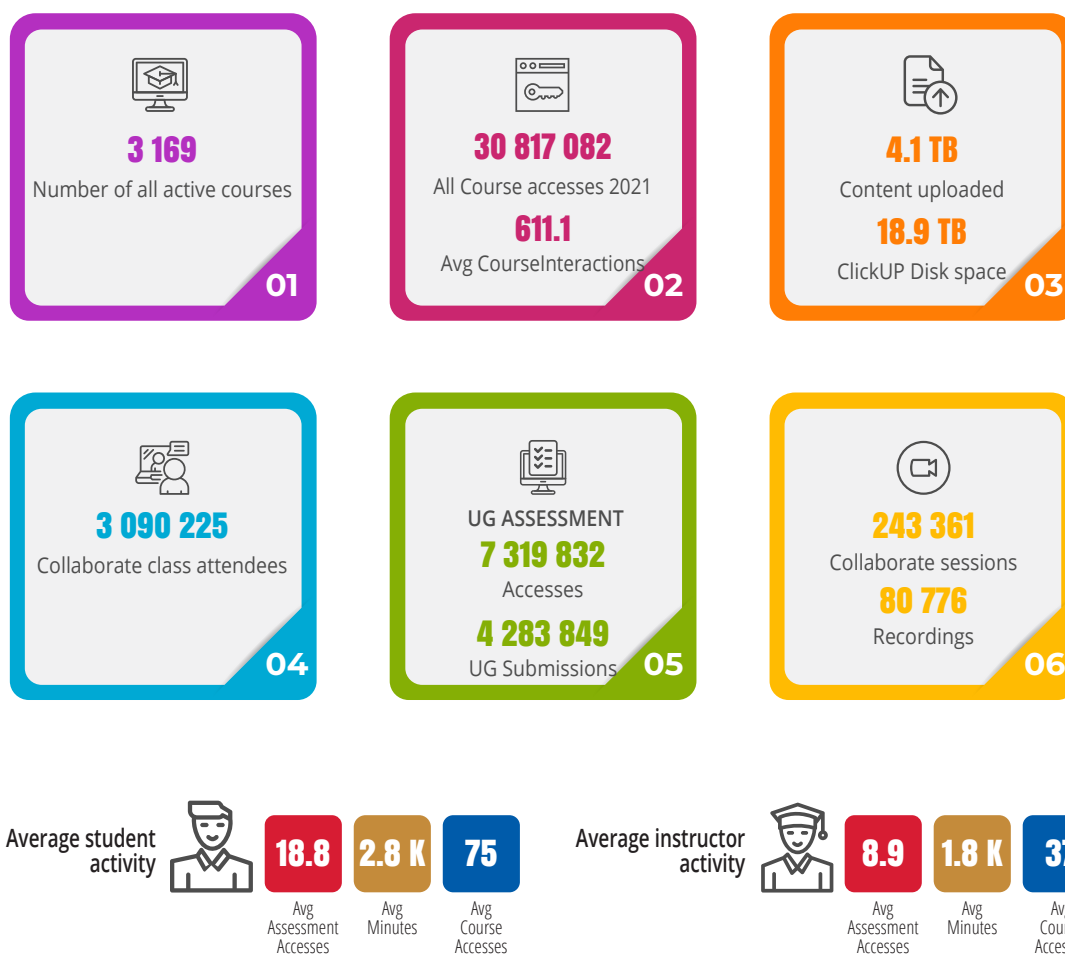 3 169
Number of all active courses
01
30 817 082
All Course accesses 2021
611.1
Avg CourseInteractions
02
4.1 TB
Content uploaded
18.9 TB
ClickUP Disk space
03
3 090 225
Collaborate class attendees
04
UG ASSESSMENT
7 319 832
Accesses
4 283 849
UG Submissions
05
243 361
Collaborate sessions
80 776
Recordings
06
Average student
activity
18.8
Avg
Assessment
Accesses
2.8 K
Avg
Minutes
75
Avg
Course
Accesses
Average instructor
activity
8.9
Avg
Assessment
Accesses
1.8 K
Avg
Minutes